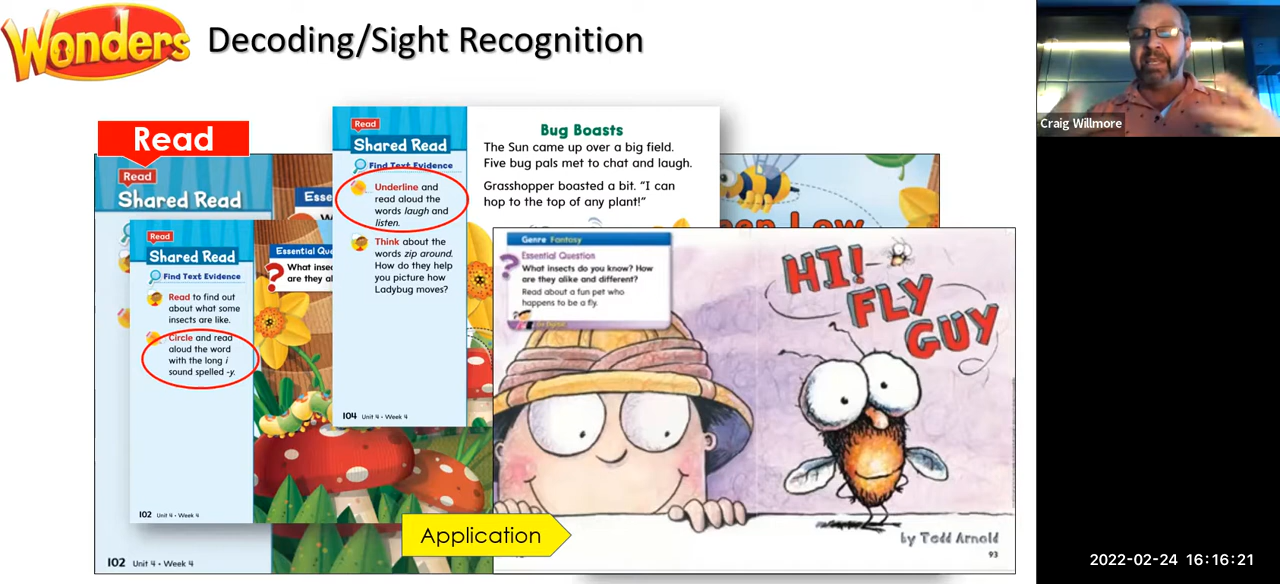 Wonders
Decoding/Sight Recognition
Read
Read
Shared Read
Read
Shared Read
Find Text Evidence
Read to find out
about what some
insects are like.
Circle and read
aloud the word
with the long i
sound spelled -y.
102 Unit 4 • Week 4
102 Unit 4 • Week 4
Essential Que
What insec
are they al
Read
Shared Read
Find Text Evidence
Underline and
read aloud the
words laugh and
listen.
Think about the
words zip around.
How do they help
you picture how
Ladybug moves?
104 Unit 4 • Week 4
Bug Boasts
The Sun came up over a big field.
Five bug pals met to chat and laugh.
Grasshopper boasted a bit. "I can
hop to the top of any plant!"
Genre Fantasy
Essential Question
What insects do you know? How
are they alike and different?
Read about a fun pet who
happens to be a fly.
HI!
FLY
GUY
by Tedd Arnold
93
Application
Craig Willmore
2022-02-24 16:16:21